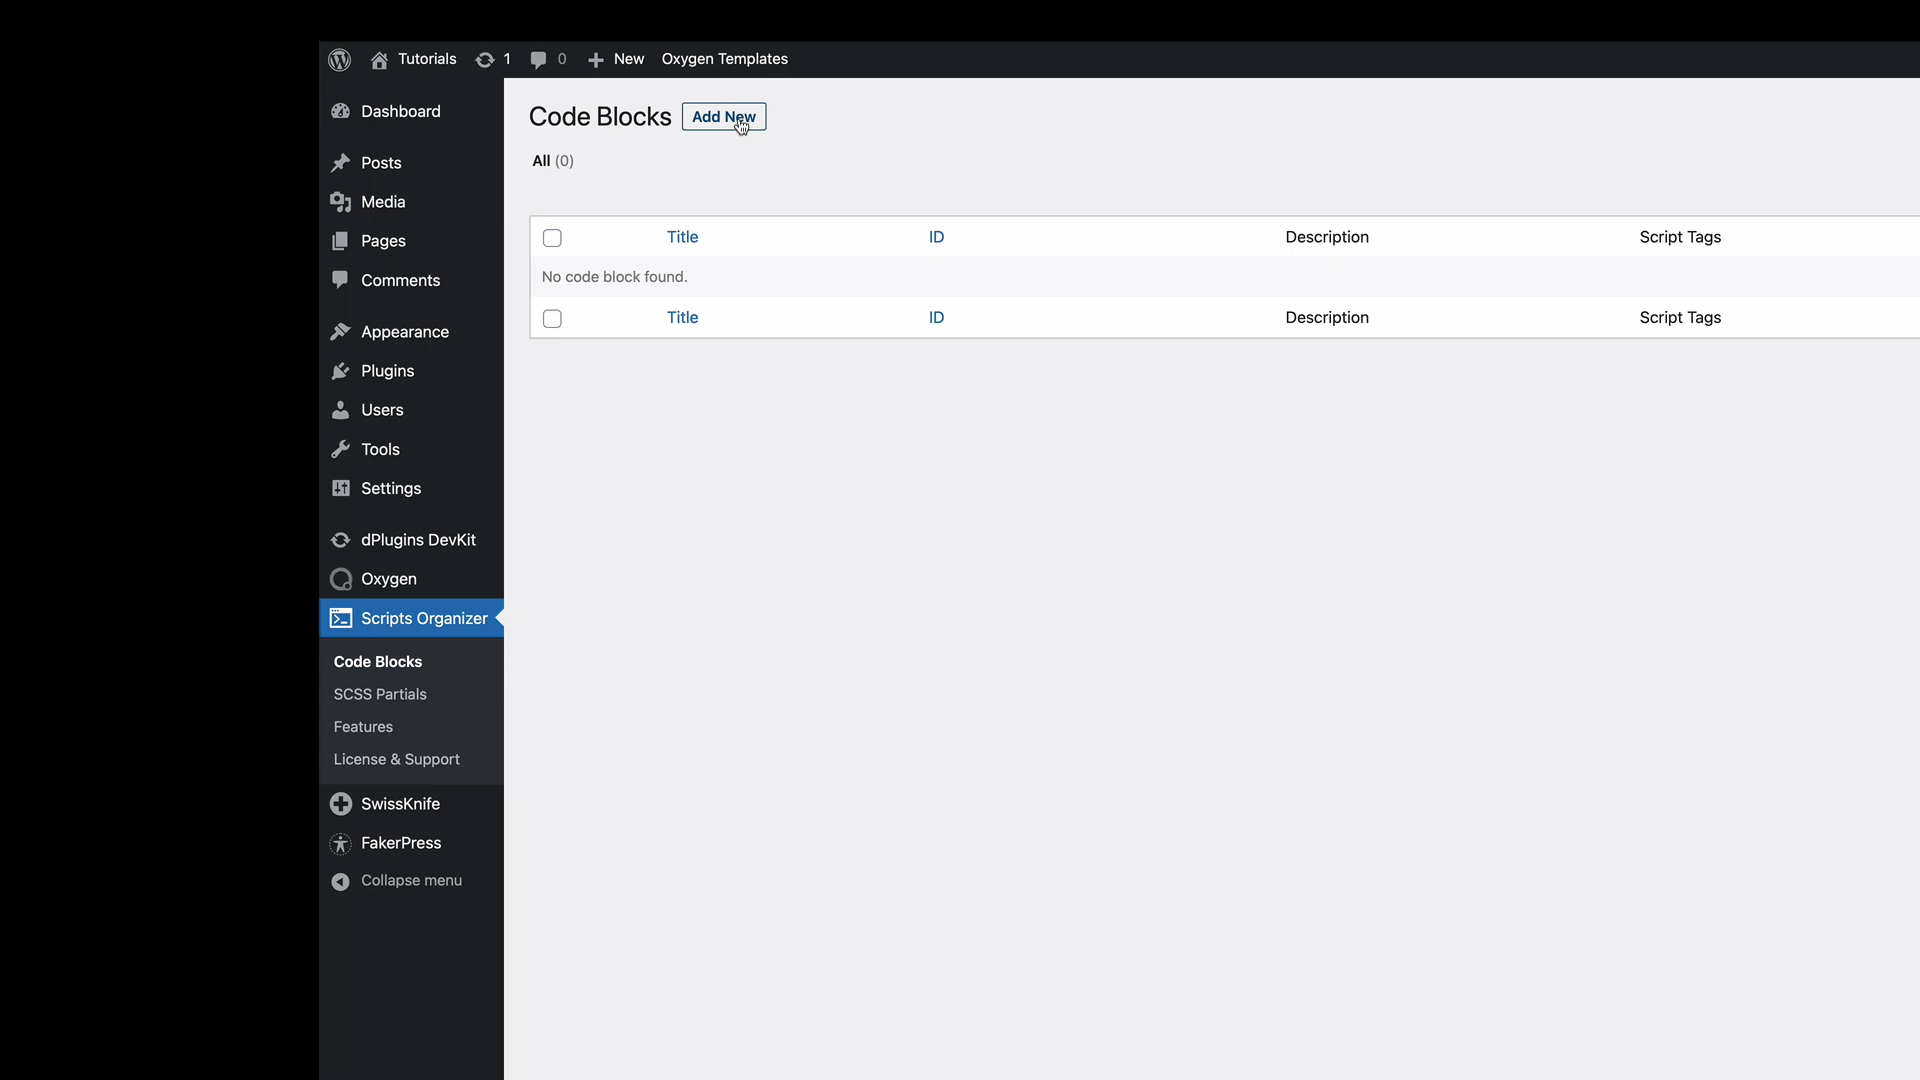 Tutorials 1 0 New Oxygen Templates
Dashboard
Posts
Media
Pages
Comments
Appearance
Plugins
Users
Tools
Settings
dPlugins DevKit
Oxygen
Scripts Organizer
Code Blocks
SCSS Partials
Features
License & Support
SwissKnife
FakerPress
Collapse menu
Code Blocks Add New
All (0)
Title ID Description Script Tags
No code block found.
Title ID Description Script Tags